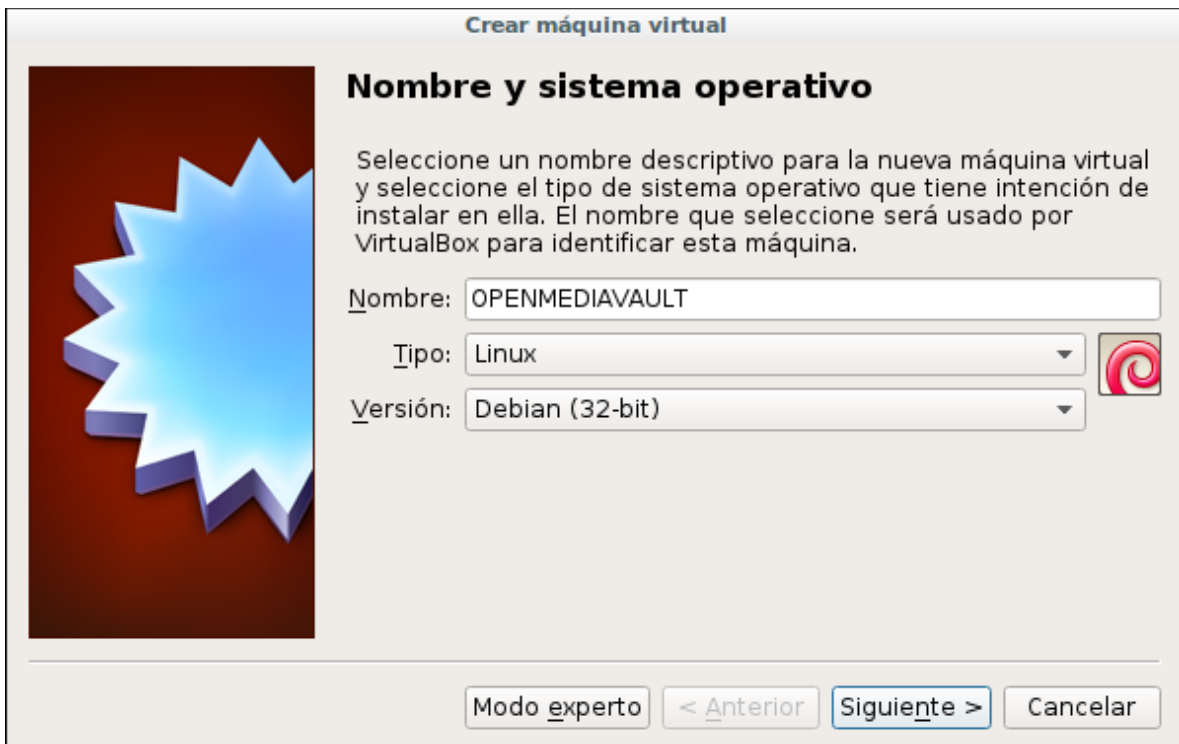 Crear máquina virtual
Nombre y sistema operativo
Seleccione un nombre descriptivo para la nueva máquina virtual
y seleccione el tipo de sistema operativo que tiene intención de
instalar en ella. El nombre que seleccione será usado por
VirtualBox para identificar esta máquina.
Nombre: OPENMEDIAVAULT
Tipo: Linux
Versión: Debian (32-bit)
Modo experto < Anterior Siguiente > Cancelar